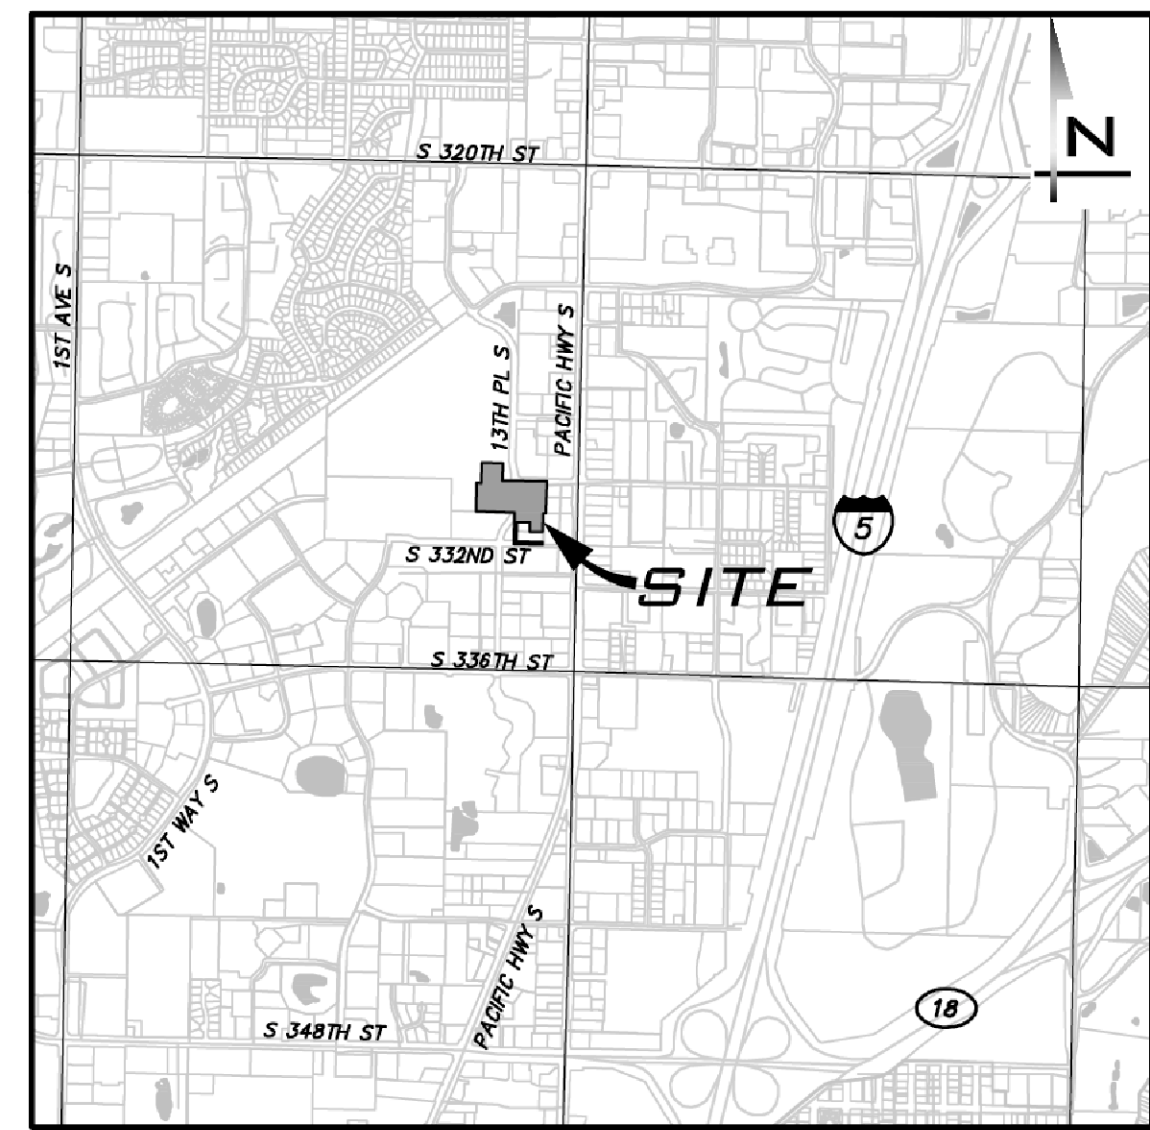 S 320TH ST
N
1ST AVE S
13TH PL S
PACIFIC HWY S
5
S 332ND ST
SITE
S 336TH ST
1ST WAY S
PACIFIC HWY S
18
S 348TH ST